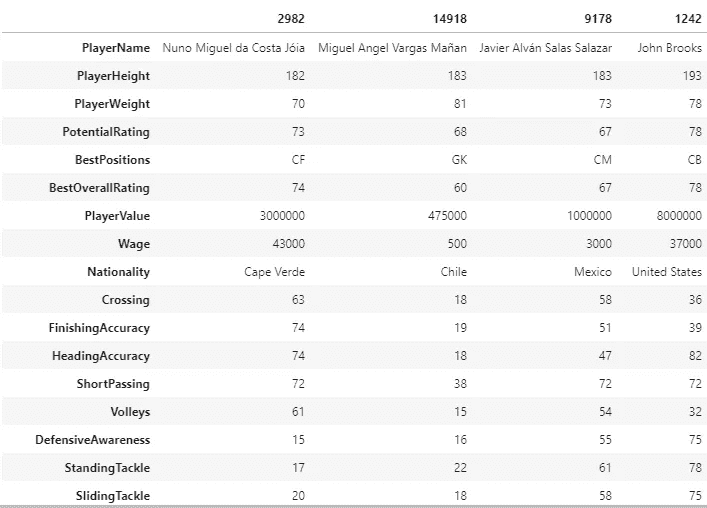 2982 14918 9178 1242
PlayerName Nuno Miguel da Costa Jóia Miguel Angel Vargas Mañan Javier Alván Salas Salazar John Brooks
PlayerHeight 182 183 183 193
PlayerWeight 70 81 73 78
PotentialRating 73 68 67 78
BestPositions CF GK CM CB
BestOverallRating 74 60 67 78
PlayerValue 3000000 475000 1000000 8000000
Wage 43000 500 3000 37000
Nationality Cape Verde Chile Mexico United States
Crossing 63 18 58 36
FinishingAccuracy 74 19 51 39
HeadingAccuracy 74 18 47 82
ShortPassing 72 38 72 72
Volleys 61 15 54 32
DefensiveAwareness 15 16 55 75
StandingTackle 17 22 61 78
SlidingTackle 20 18 58 75